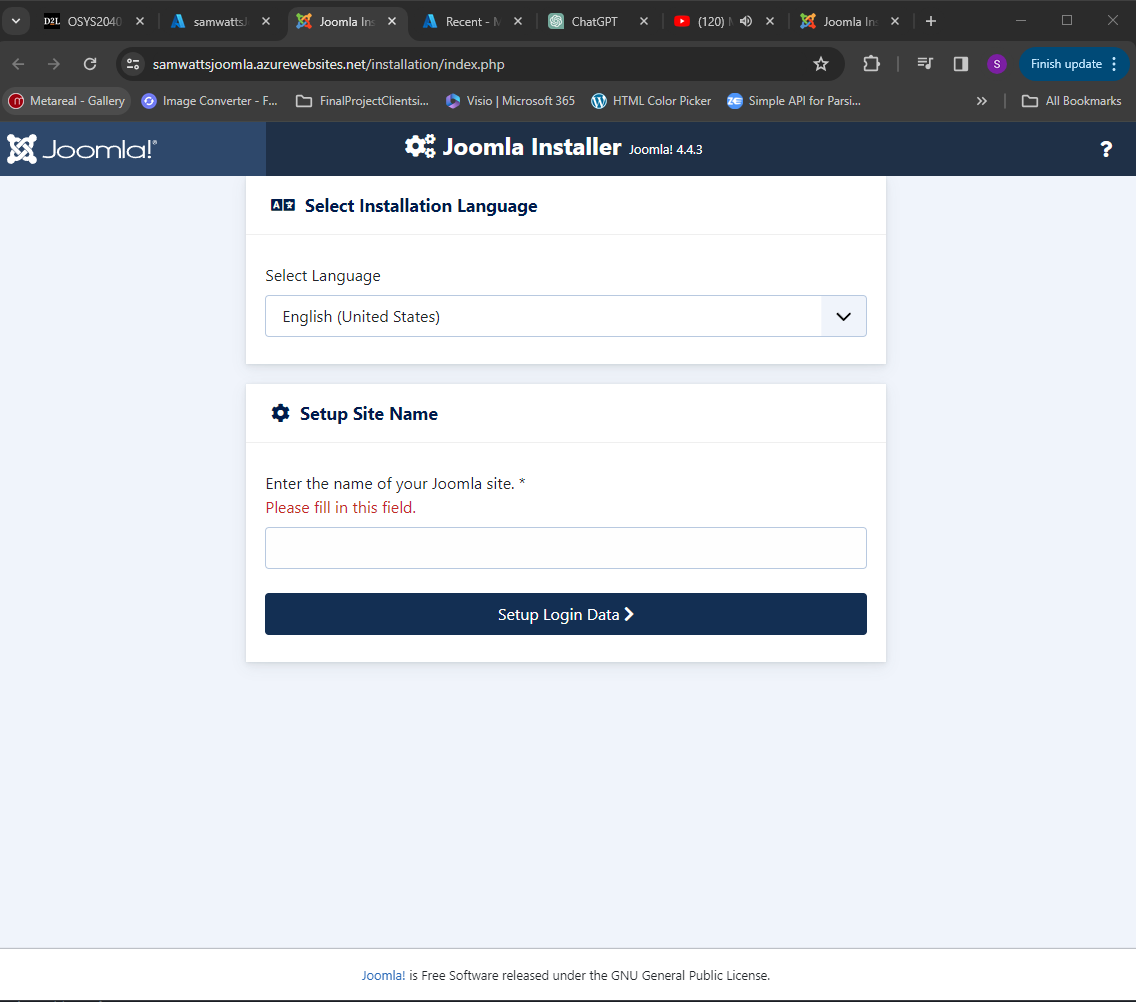 D2L OSYS2040
samwattsJ
Joomla Ins
Recent - M
ChatGPT
(120) M
Joomla Ins
samwattsjoomla.azurewebsites.net/installation/index.php
S
Finish update
Metareal - Gallery
Image Converter - F...
FinalProjectClientsi...
Visio | Microsoft 365
HTML Color Picker
Simple API for Parsi...
All Bookmarks
Joomla!®
Joomla Installer Joomla! 4.4.3
?
Select Installation Language
Select Language
English (United States)
Setup Site Name
Enter the name of your Joomla site. *
Please fill in this field.
Setup Login Data
Joomla! is Free Software released under the GNU General Public License.